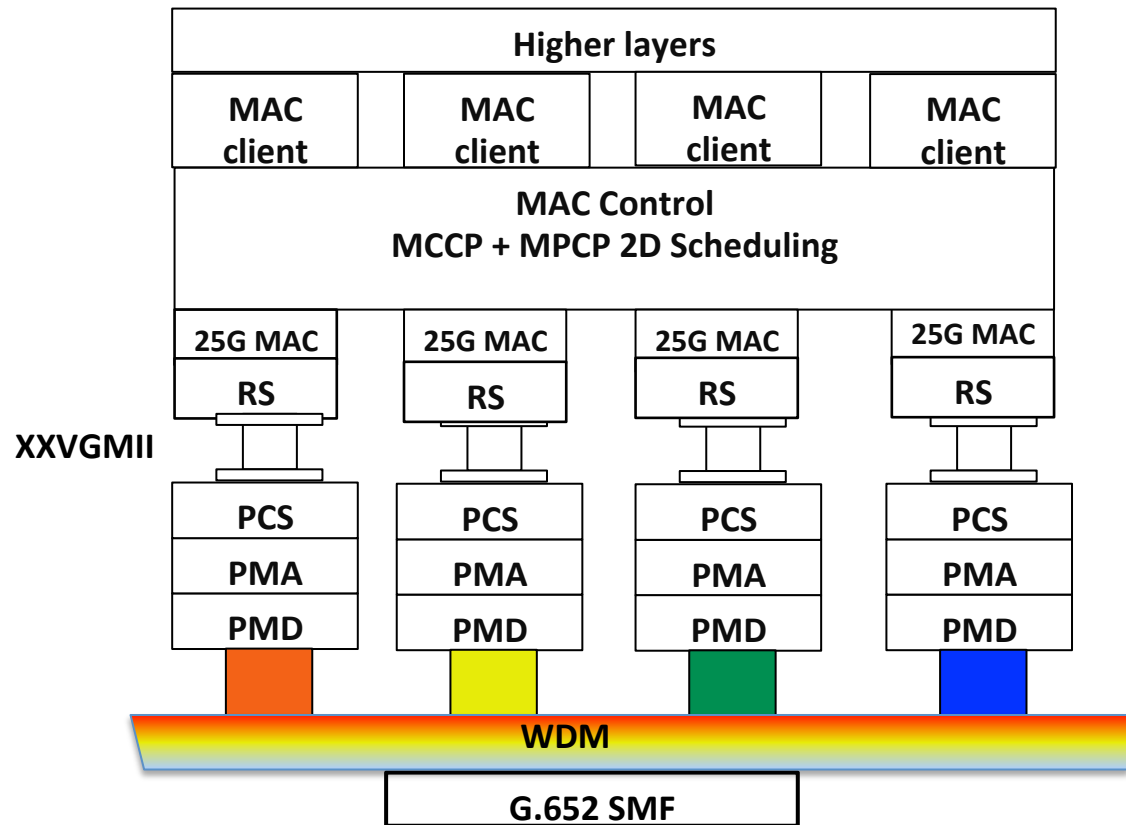 Higher layers
MAC
client
MAC
client
MAC
client
MAC
client
MAC Control
MCCP + MPCP 2D Scheduling
25G MAC
25G MAC
25G MAC
25G MAC
RS
RS
RS
RS
XXVGMII
PCS
PCS
PCS
PCS
PMA
PMA
PMA
PMA
PMD
PMD
PMD
PMD
WDM
G.652 SMF